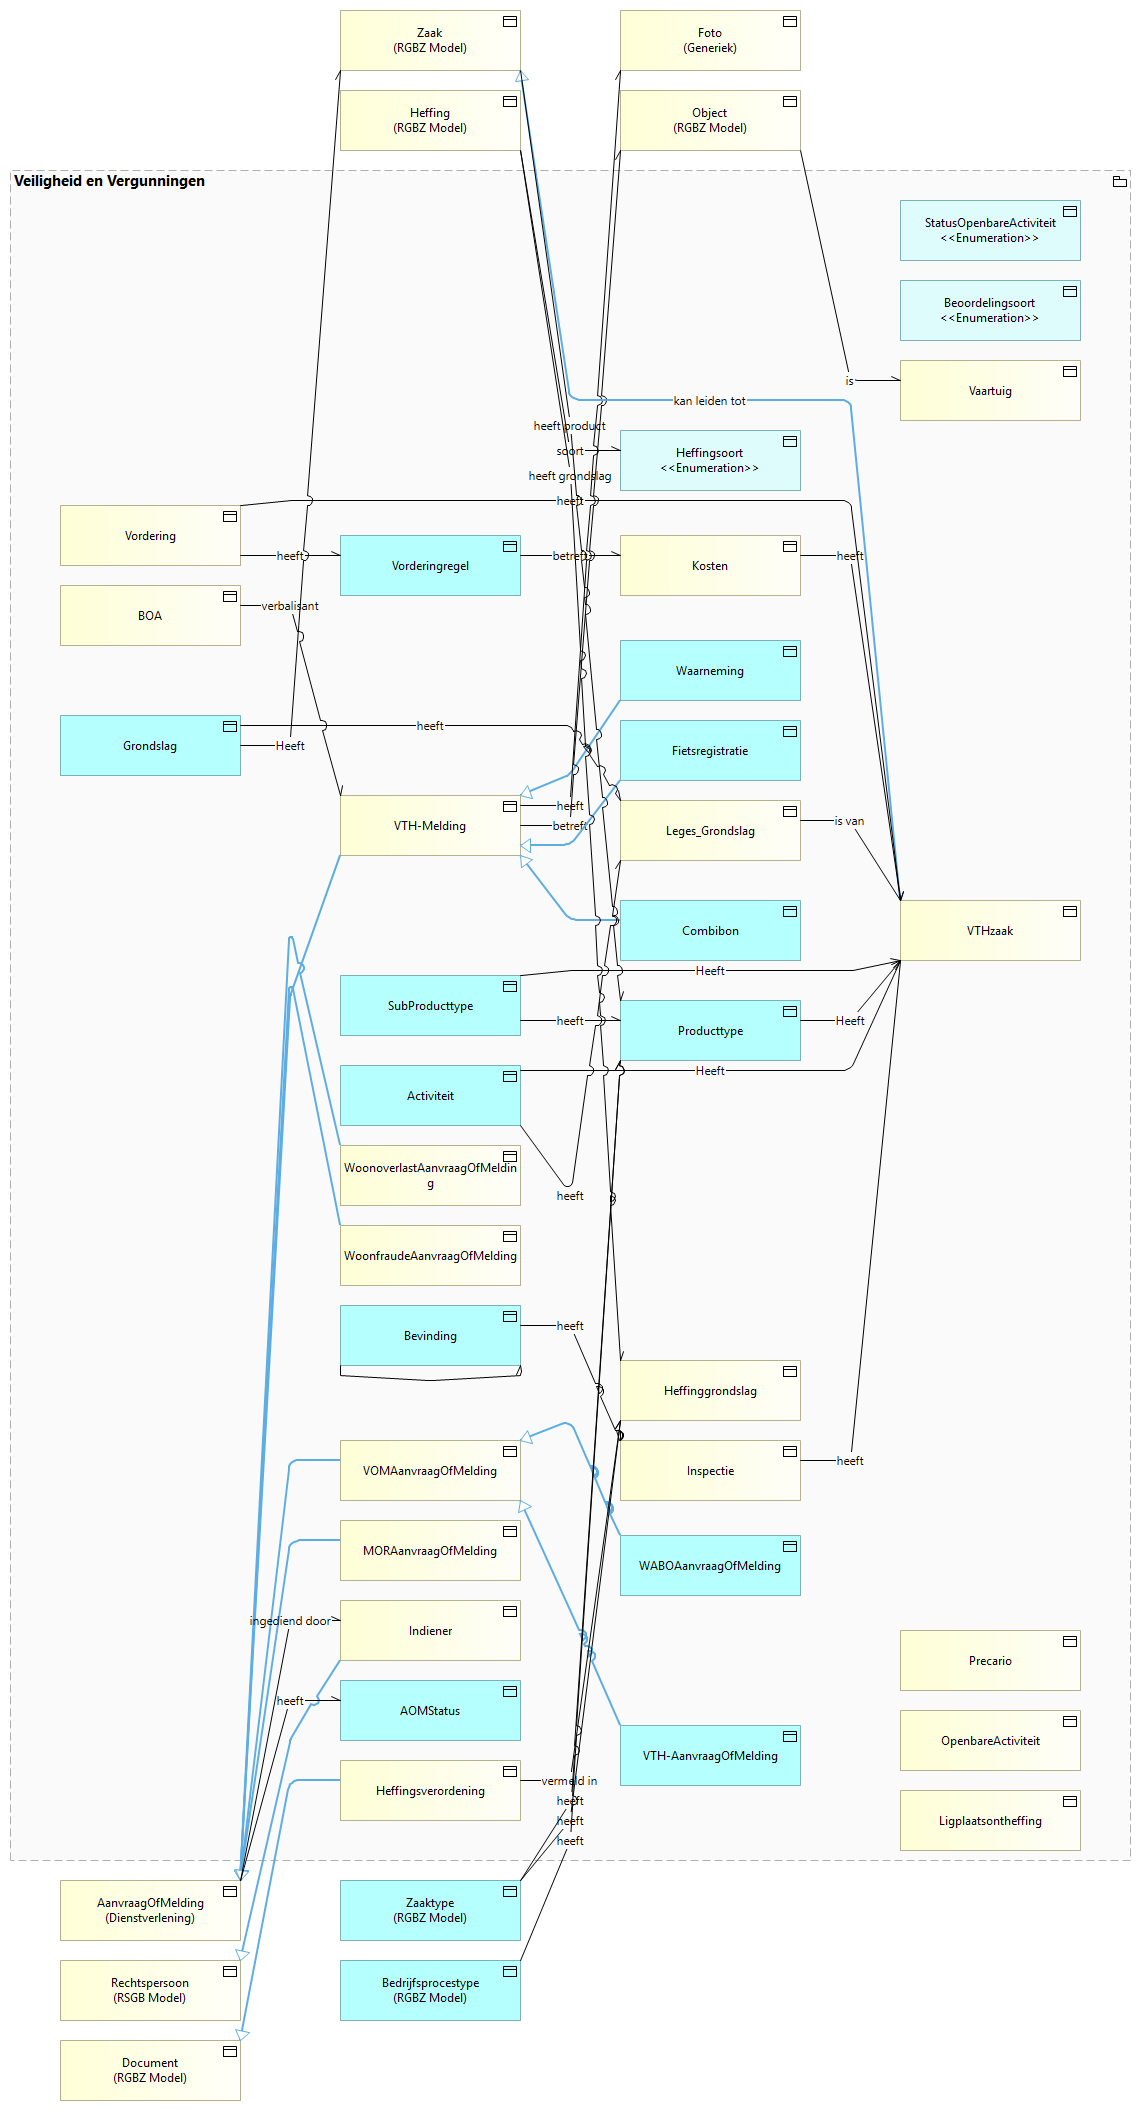 Zaak
(RGBZ Model)
Foto
(Generiek)
Heffing
(RGBZ Model)
Object
(RGBZ Model)
Veiligheid en Vergunningen
StatusOpenbareActiviteit
<<Enumeration>>
Beoordelingsoort
<<Enumeration>>
is
Vaartuig
kan leiden tot
heeft product
soort
Heffingsoort
<<Enumeration>>
heeft grondslag
heeft
Vordering
heeft
Vorderingregel
betreft
Kosten
heeft
BOA
verbalisant
Waarneming
Grondslag
heeft
Heeft
Fietsregistratie
VTH-Melding
heeft
betreft
Leges_Grondslag
is van
Combibon
VTHzaak
SubProducttype
Heeft
heeft
Producttype
Heeft
Activiteit
Heeft
WoonoverlastAanvraagOfMeldin
g
heeft
WoonfraudeAanvraagOfMelding
Bevinding
heeft
Heffinggrondslag
VOMAanvraagOfMelding
Inspectie
heeft
MORAanvraagOfMelding
WABOAanvraagOfMelding
ingediend door
Indiener
Precario
heeft
AOMStatus
OpenbareActiviteit
VTH-AanvraagOfMelding
Heffingsverordening
vermeld in
heeft
heeft
heeft
Ligplaatsontheffing
AanvraagOfMelding
(Dienstverlening)
Zaaktype
(RGBZ Model)
Rechtspersoon
(RSGB Model)
Bedrijfsprocestype
(RGBZ Model)
Document
(RGBZ Model)